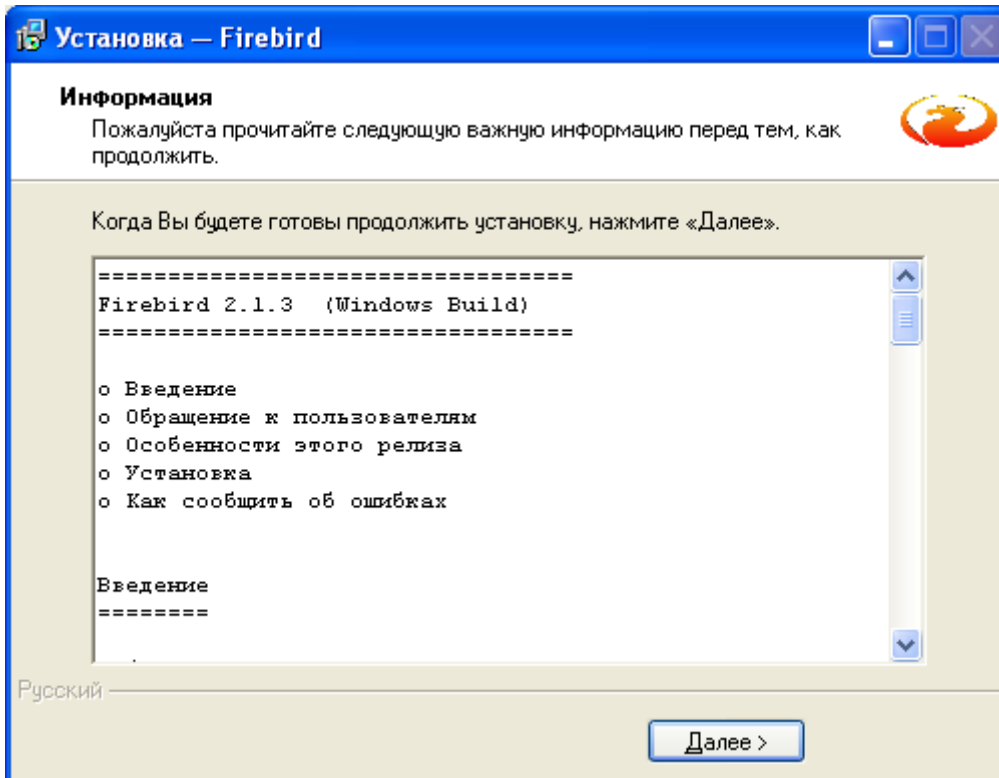 Установка — Firebird
Информация
Пожалуйста прочитайте следующую важную информацию перед тем, как
продолжить.
Когда Вы будете готовы продолжить установку, нажмите «Далее».
==================================
Firebird 2.1.3  (Windows Build)
==================================
o Введение
o Обращение к пользователям
o Особенности этого релиза
o Установка
o Как сообщить об ошибках
Введение
========
Русский
Далее >